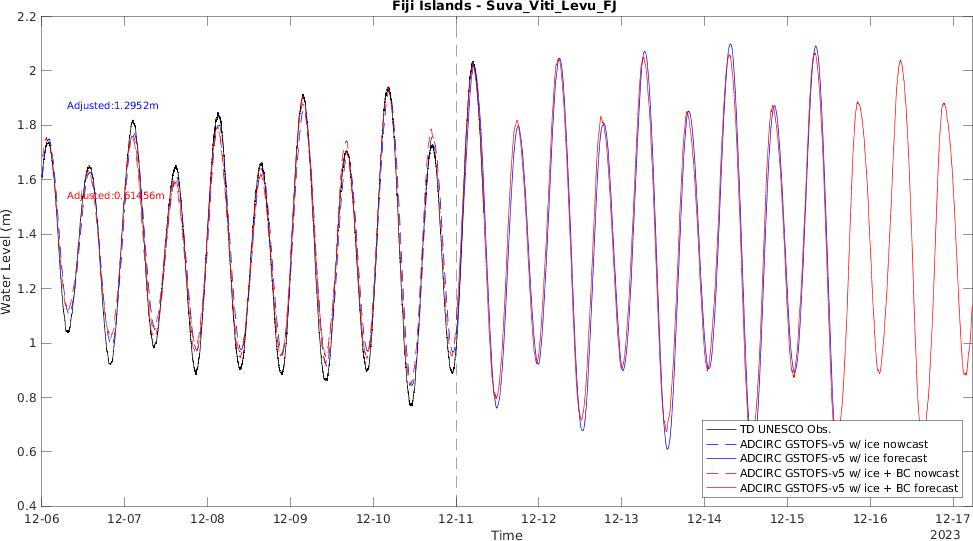 Fiji Islands - Suva_Viti_Levu_FJ
2.2
2
1.8
1.6
1.4
1.2
1
0.8
0.6
0.4
Water Level (m)
Adjusted:1.2952m
Adjusted:0.61456m
TD UNESCO Obs.
ADCIRC GSTOFS-v5 w/ ice nowcast
ADCIRC GSTOFS-v5 w/ ice forecast
ADCIRC GSTOFS-v5 w/ ice + BC nowcast
ADCIRC GSTOFS-v5 w/ ice + BC forecast
12-06 12-07 12-08 12-09 12-10 12-11 12-12 12-13 12-14 12-15 12-16 12-17
Time
2023